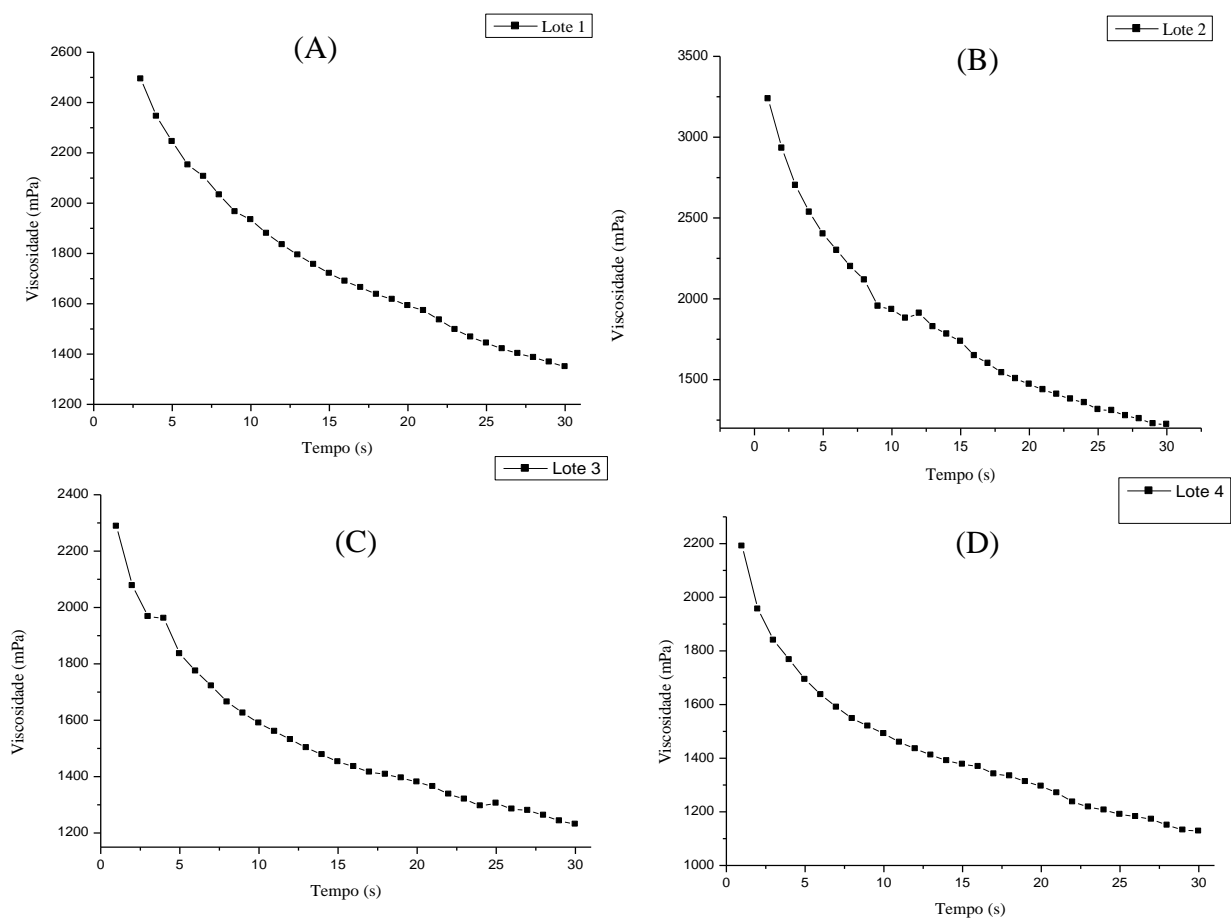 Lote 1
(A)
2600
2400
2200
2000
1800
1600
1400
1200
Viscosidade (mPa)
0 5 10 15 20 25 30
Tempo (s)
Lote 2
(B)
3500
3000
2500
2000
1500
Viscosidade (mPa)
0 5 10 15 20 25 30
Tempo (s)
Lote 3
(C)
2400
2200
2000
1800
1600
1400
1200
Viscosidade (mPa)
0 5 10 15 20 25 30
Tempo (s)
Lote 4
(D)
2200
2000
1800
1600
1400
1200
1000
Viscosidade (mPa)
0 5 10 15 20 25 30
Tempo (s)